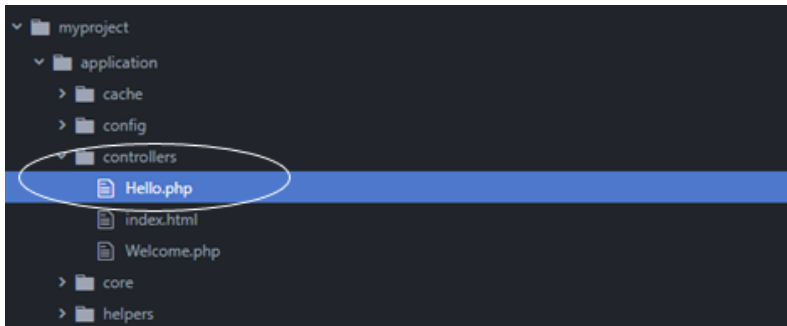 myproject
application
cache
config
controllers
Hello.php
index.html
Welcome.php
core
helpers